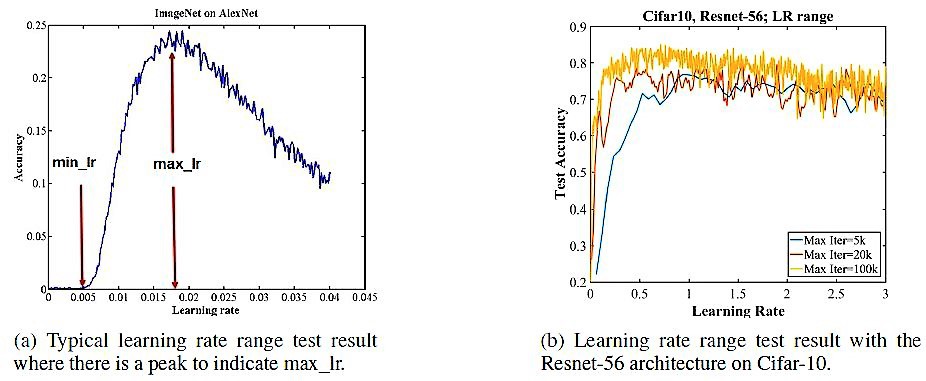 ImageNet on AlexNet
0.25
0.2
0.15
0.1
0.05
0
Accuracy
min_lr
max_lr
0 0.005 0.01 0.015 0.02 0.025 0.03 0.035 0.04 0.045
Learning rate
(a) Typical learning rate range test result
where there is a peak to indicate max_lr.
Cifar10, Resnet-56; LR range
0.9
0.8
0.7
0.6
0.5
0.4
0.3
0.2
Test Accuracy
Max Iter=5k
Max Iter=20k
Max Iter=100k
0 0.5 1 1.5 2 2.5 3
Learning Rate
(b) Learning rate range test result with the
Resnet-56 architecture on Cifar-10.